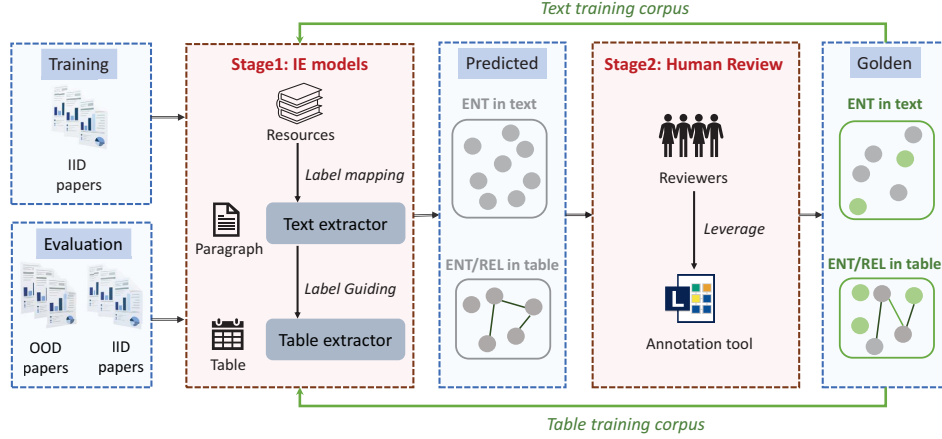 Text training corpus
Training
IID
papers
Evaluation
OOD
papers
IID
papers
Stage1: IE models
Resources
Label mapping
Paragraph
Text extractor
Label Guiding
Table
Table extractor
Predicted
ENT in text
ENT/REL in table
Stage2: Human Review
Reviewers
Leverage
L
Annotation tool
Golden
ENT in text
ENT/REL in table
Table training corpus